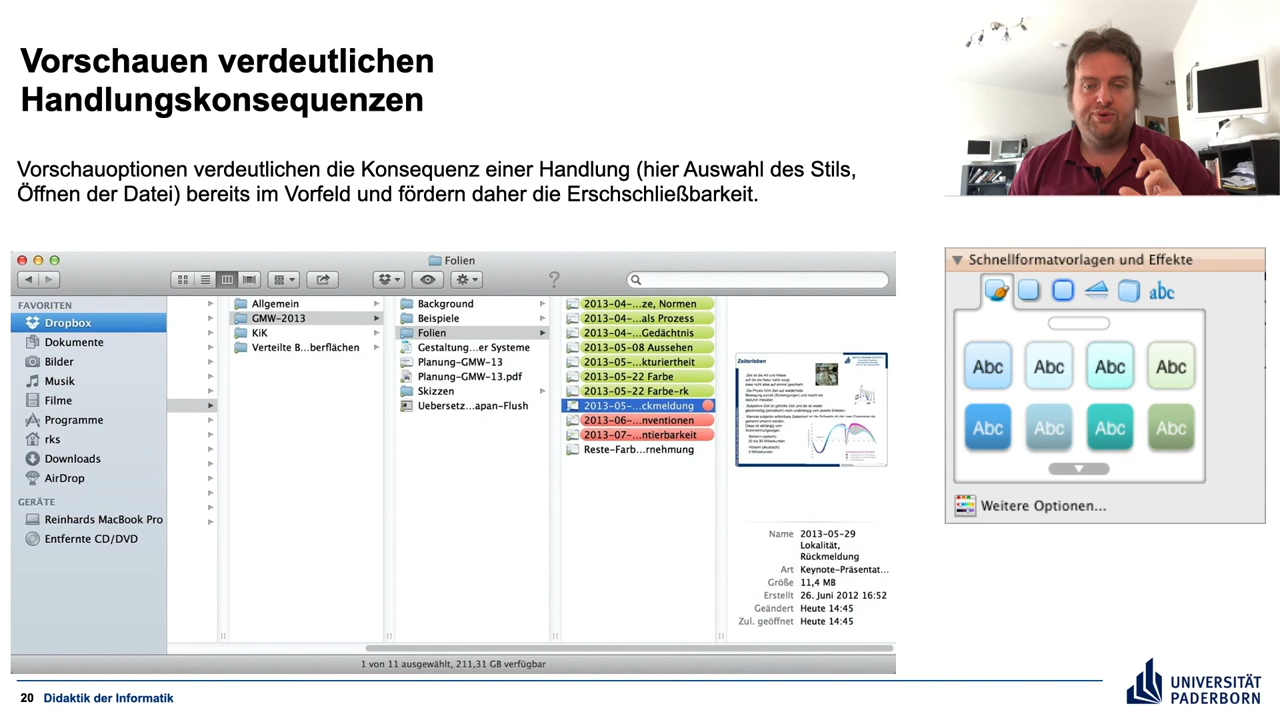 Vorschauen verdeutlichen
Handlungskonsequenzen
Vorschauoptionen verdeutlichen die Konsequenz einer Handlung (hier Auswahl des Stils,
Öffnen der Datei) bereits im Vorfeld und fördern daher die Erschschließbarkeit.
Folien
?
FAVORITEN
Dropbox
Dokumente
Bilder
Musik
Filme
Programme
rks
Downloads
AirDrop
GERÄTE
Reinhards MacBook Pro
Entfernte CD/DVD
Allgemein
GMW-2013
KiK
Verteilte B...berflächen
Background
Beispiele
Folien
Gestaltung...er Systeme
Planung-GMW-13
Planung-GMW-13.pdf
Skizzen
Uebersetz...apan-Flush
2013-04-...ze, Normen
2013-04-...als Prozess
2013-04-...Gedächtnis
2013-05-08 Aussehen
2013-05-...kturiertheit
2013-05-22 Farbe
2013-05-22 Farbe-rk
2013-05-...ckmeldung
2013-06-...nventionen
2013-07-...ntierbarkeit
Reste-Farb...rnehmung
Zeiterleben
Name 2013-05-29
Lokalität,
Rückmeldung
Art Keynote-Präsentat...
Größe 11,4 MB
Erstellt 26. Juni 2012 16:52
Geändert Heute 14:45
Zul. geöffnet Heute 14:45
1 von 11 ausgewählt, 211,31 GB verfügbar
Schnellformatvorlagen und Effekte
abc
Abc Abc Abc Abc
Abc Abc Abc Abc
Weitere Optionen...
20 Didaktik der Informatik
UNIVERSITÄT
PADERBORN